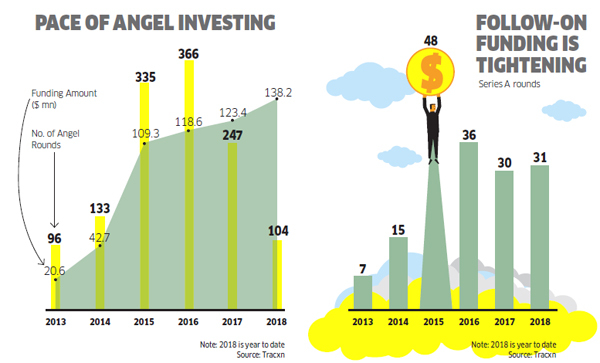 PACE OF ANGEL INVESTING
Funding Amount
($ mn)
No. of Angel
Rounds
96
20.6
133
42.7
335
109.3
366
118.6
123.4
247
138.2
104
2013 2014 2015 2016 2017 2018
Note: 2018 is year to date
Source: Tracxn
FOLLOW-ON
FUNDING IS
TIGHTENING
Series A rounds
48
$
7
15
36
30
31
2013 2014 2015 2016 2017 2018
Note: 2018 is year to date
Source: Tracxn